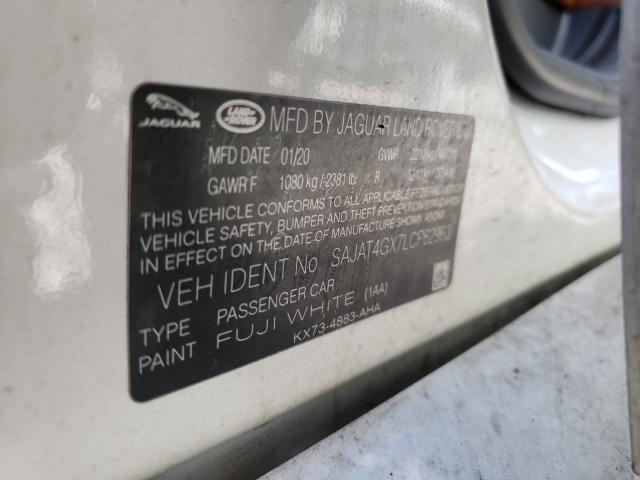 JAGUAR
LAND ROVER
MFD BY JAGUAR LAND ROVER
MFD DATE 01/20 GVWR
GAWR F 1080 kg / 2381 lb R
THIS VEHICLE CONFORMS TO ALL APPLICABLE FEDERAL MOTOR
VEHICLE SAFETY, BUMPER AND THEFT PREVENTION STANDARDS
IN EFFECT ON THE DATE OF MANUFACTURE SHOWN ABOVE
VEH IDENT No SAJAT4GX7LCP62963
TYPE PASSENGER CAR
PAINT FUJI WHITE (1AA)
KX73-4883-AHA